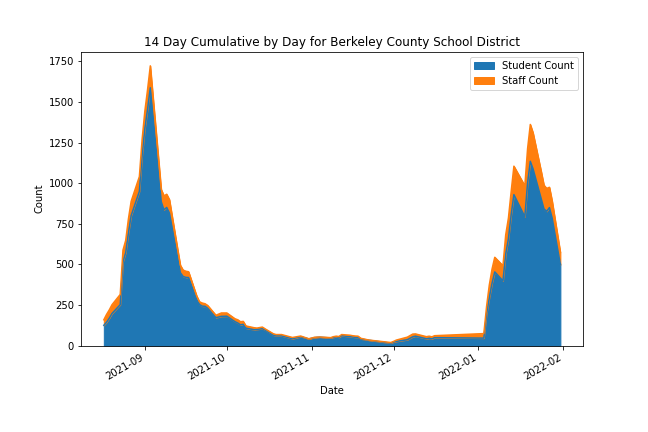 14 Day Cumulative by Day for Berkeley County School District
Student Count
Staff Count
1750
1500
1250
1000
750
500
250
0
Count
2021-09
2021-10
2021-11
2021-12
2022-01
2022-02
Date